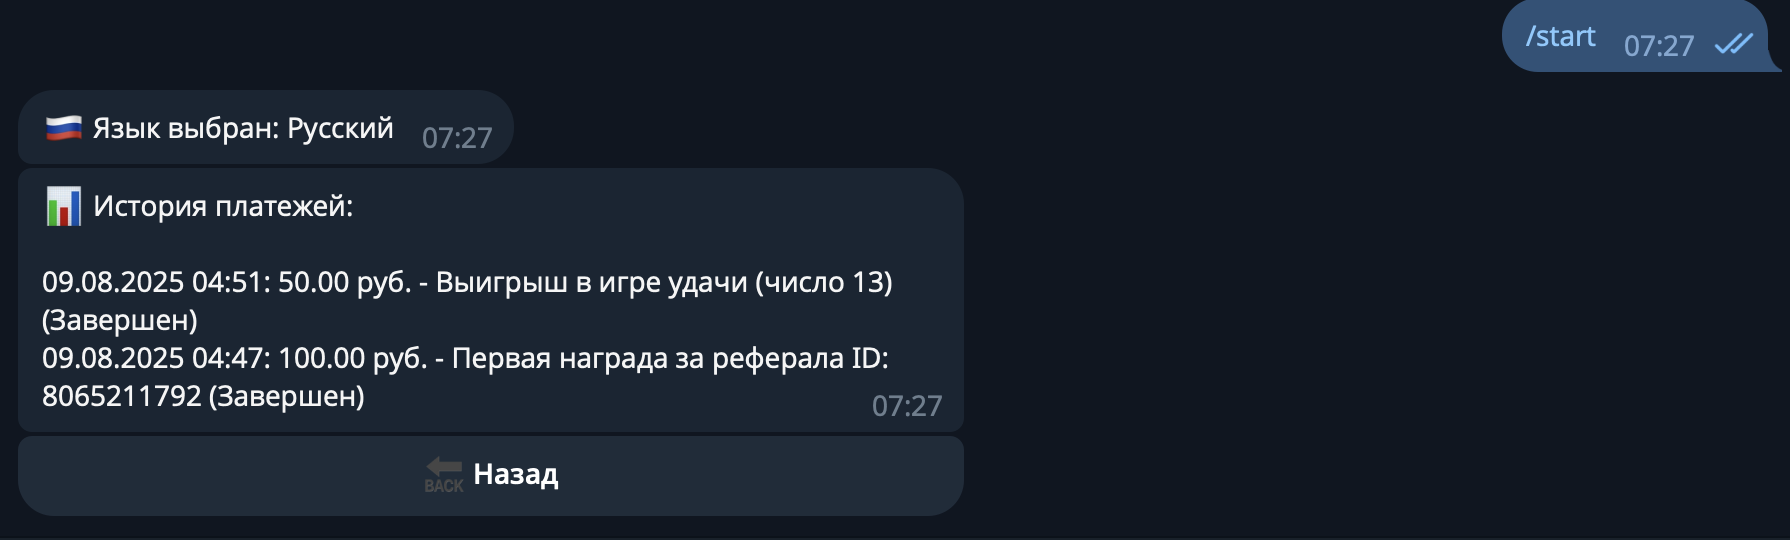 /start 07:27
Язык выбран: Русский 07:27
История платежей:
09.08.2025 04:51: 50.00 руб. - Выигрыш в игре удачи (число 13)
(Завершен)
09.08.2025 04:47: 100.00 руб. - Первая награда за реферала ID:
8065211792 (Завершен)
07:27
BACK Назад